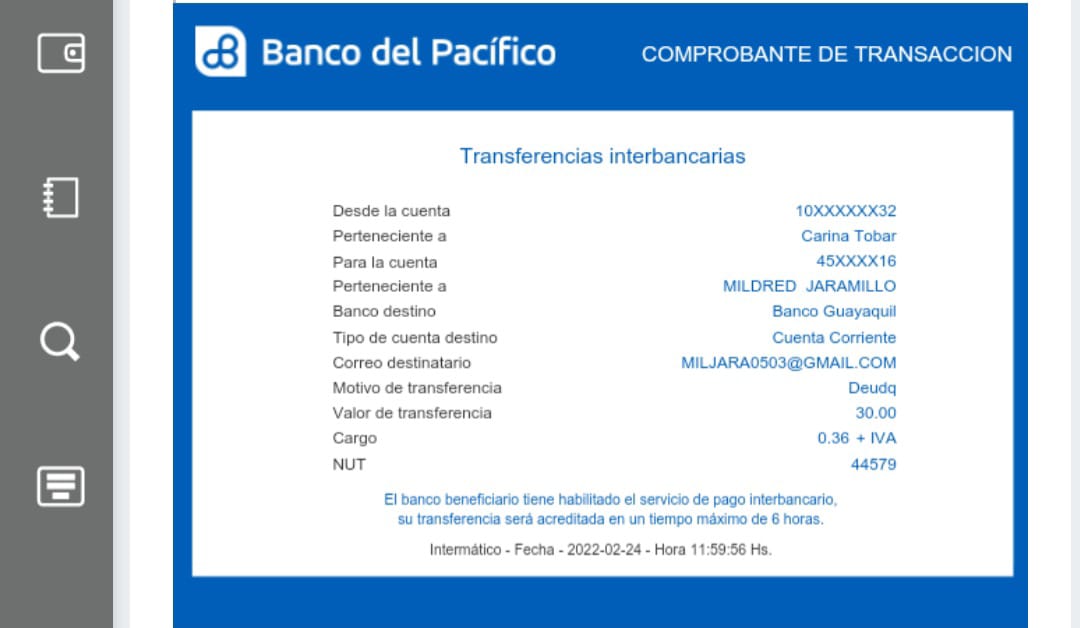 Banco del Pacífico COMPROBANTE DE TRANSACCION
Transferencias interbancarias
Desde la cuenta 10XXXXXX32
Perteneciente a Carina Tobar
Para la cuenta 45XXXX16
Perteneciente a MILDRED JARAMILLO
Banco destino Banco Guayaquil
Tipo de cuenta destino Cuenta Corriente
Correo destinatario MILJARA0503@GMAIL.COM
Motivo de transferencia Deudq
Valor de transferencia 30.00
Cargo 0.36 + IVA
NUT 44579
El banco beneficiario tiene habilitado el servicio de pago interbancario,
su transferencia será acreditada en un tiempo máximo de 6 horas.
Intermático - Fecha - 2022-02-24 - Hora 11:59:56 Hs.